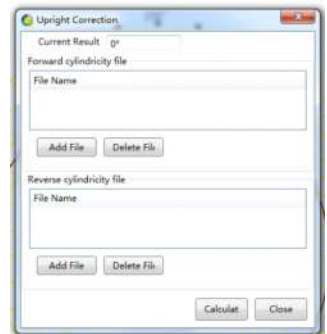 Upright Correction
Current Result 0°
Forward cylindricity file
File Name
Add File Delete Fil
Reverse cylindricity file
File Name
Add File Delete Fil
Calculat Close